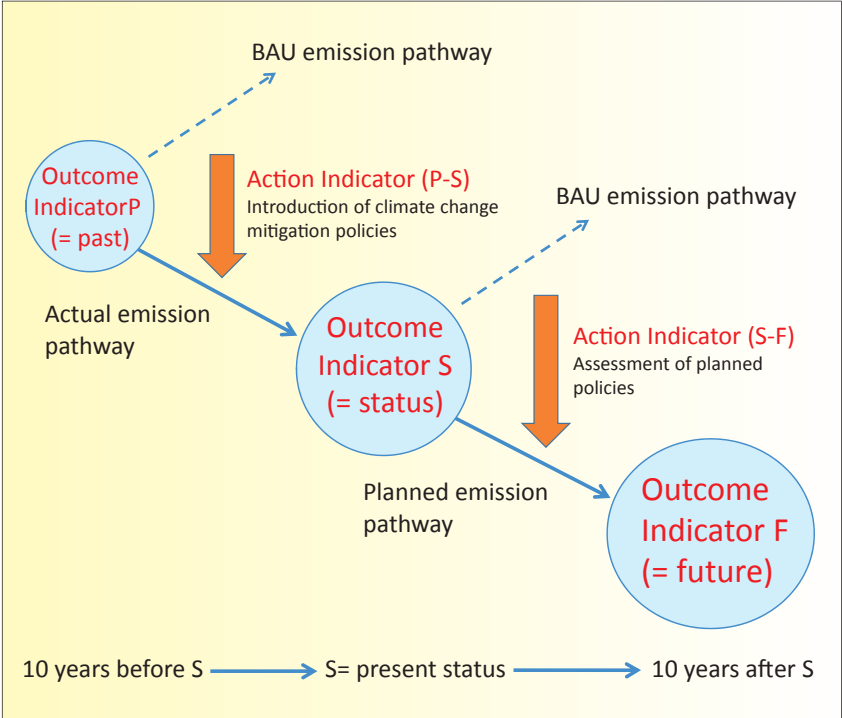 BAU emission pathway
Outcome
IndicatorP
(= past)
Action Indicator (P-S)
Introduction of climate change
mitigation policies
BAU emission pathway
Actual emission
pathway
Outcome
Indicator S
(= status)
Action Indicator (S-F)
Assessment of planned
policies
Planned emission
pathway
Outcome
Indicator F
(= future)
10 years before S
S= present status
10 years after S